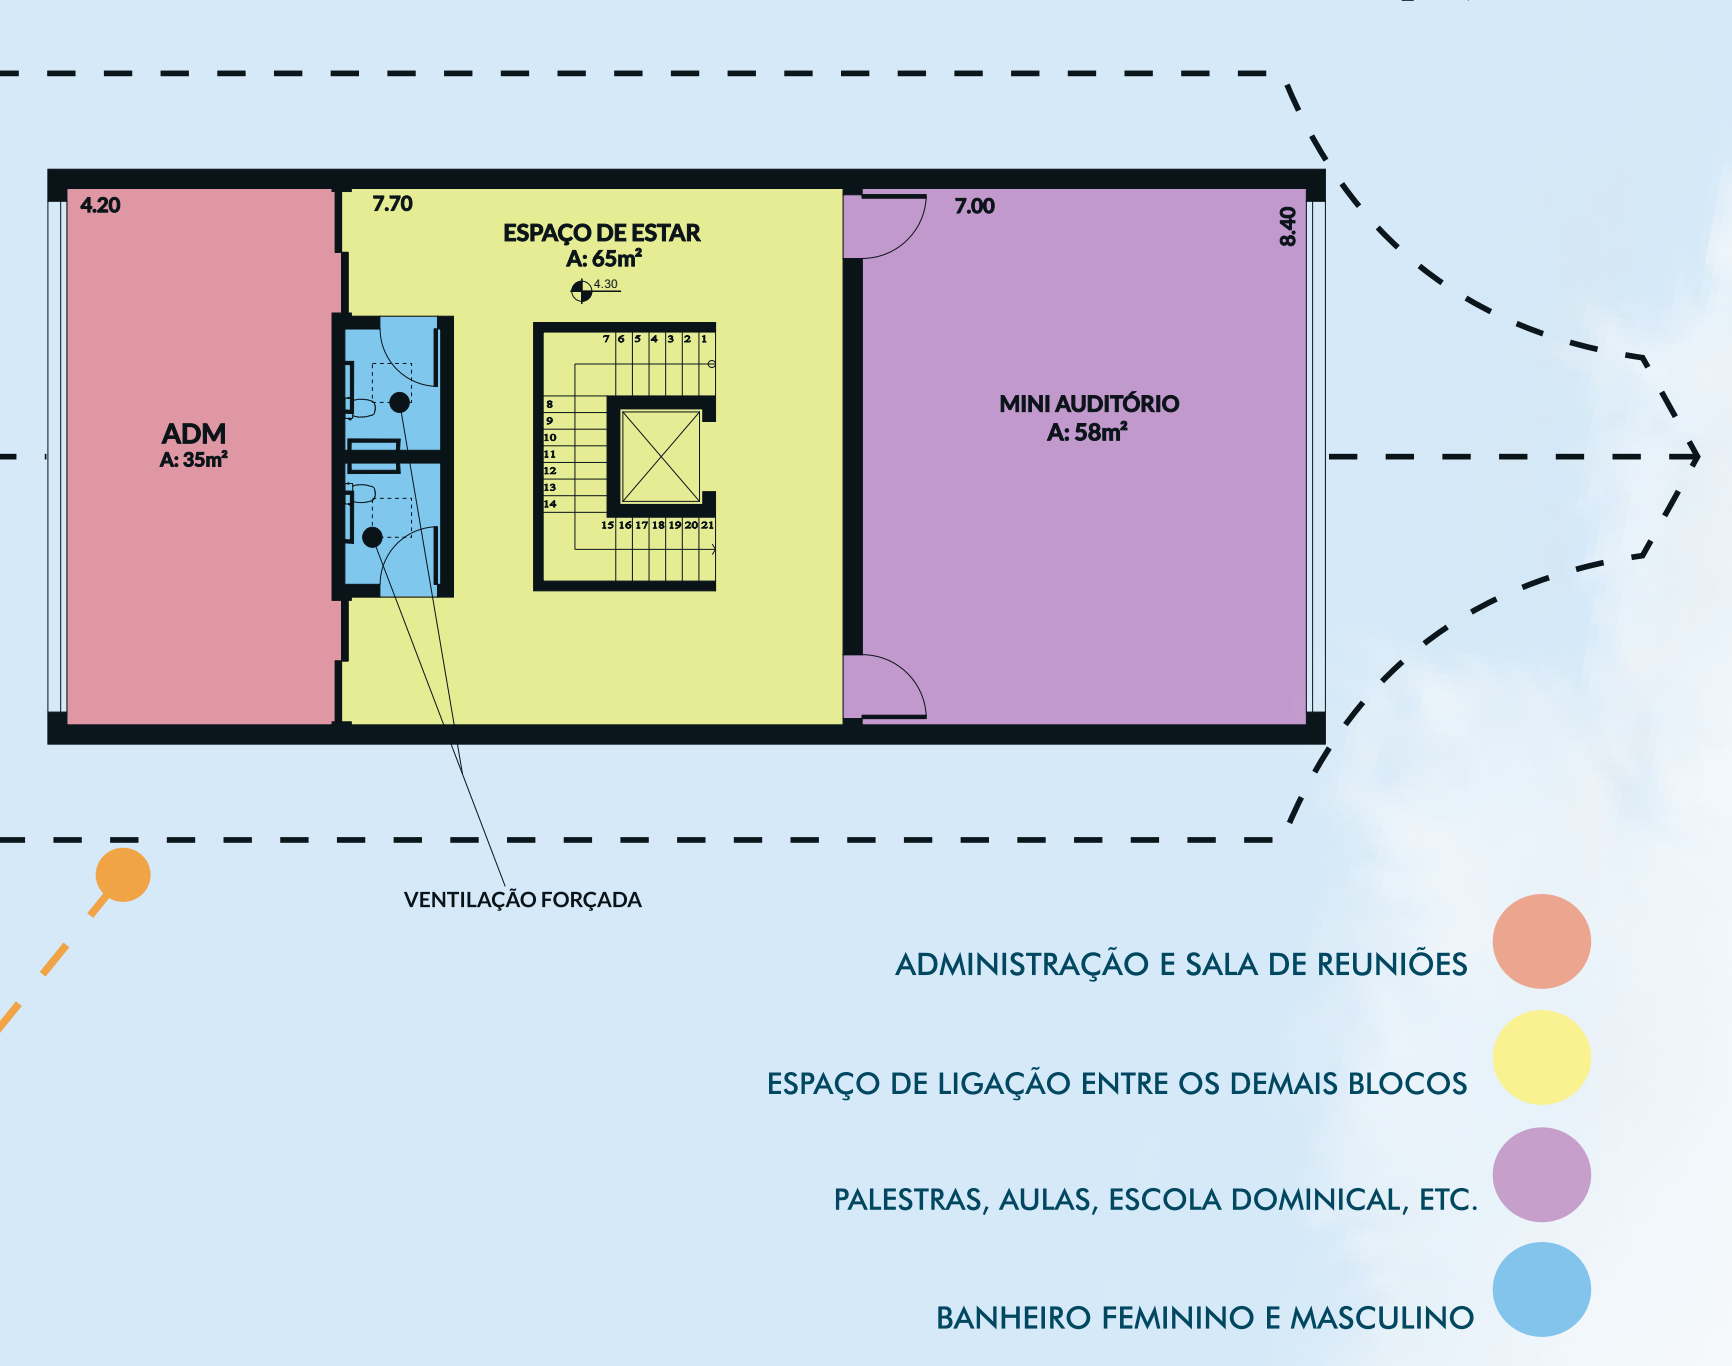 4.20
7.70
7.00
8.40
ESPAÇO DE ESTAR
A: 65m²
4.30
7 6 5 4 3 2 1
8
9
10
11
12
13
14
15 16 17 18 19 20 21
ADM
A: 35m²
MINI AUDITÓRIO
A: 58m²
VENTILAÇÃO FORÇADA
ADMINISTRAÇÃO E SALA DE REUNIÕES
ESPAÇO DE LIGAÇÃO ENTRE OS DEMAIS BLOCOS
PALESTRAS, AULAS, ESCOLA DOMINICAL, ETC.
BANHEIRO FEMININO E MASCULINO